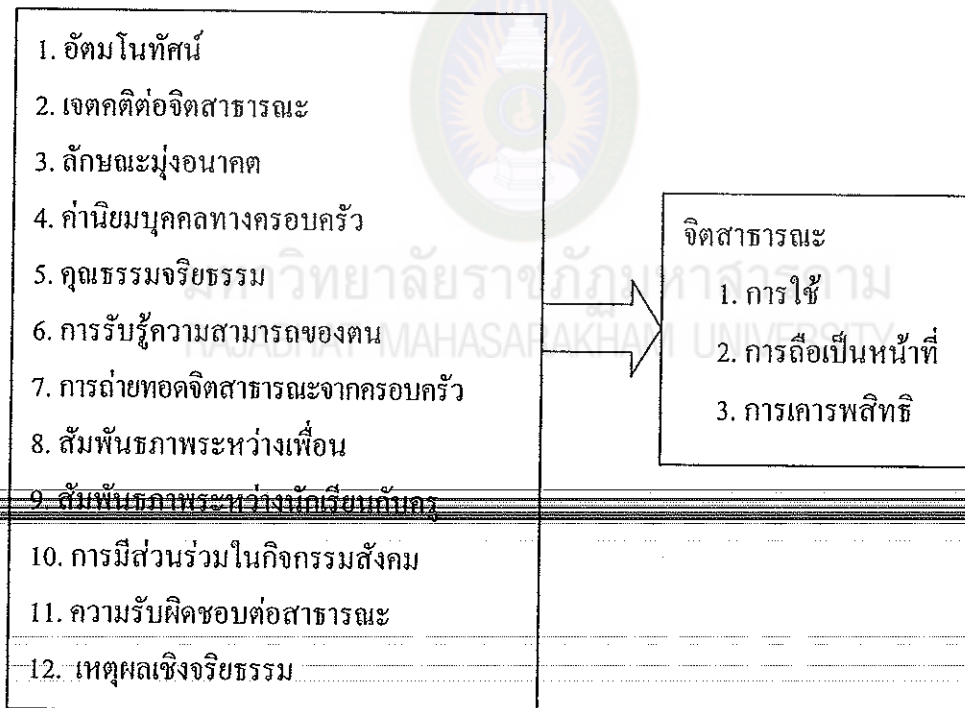 1. อัตมโนทัศน์
2. เจตคติต่อจิตสาธารณะ
3. ลักษณะมุ่งอนาคต
4. ค่านิยมบุคคลทางครอบครัว
5. คุณธรรมจริยธรรม
6. การรับรู้ความสามารถของตน
7. การถ่ายทอดจิตสาธารณะจากครอบครัว
8. สัมพันธภาพระหว่างเพื่อน
9. สัมพันธภาพระหว่างนักเรียนกับครู
10. การมีส่วนร่วมในกิจกรรมสังคม
11. ความรับผิดชอบต่อสาธารณะ
12. เหตุผลเชิงจริยธรรม
จิตสาธารณะ
1. การใช้
2. การถือเป็นหน้าที่
3. การเคารพสิทธิ
มหาวิทยาลัยราชภัฏมหาสารคาม
RAJABHAT MAHASARAKHAM UNIVERSITY